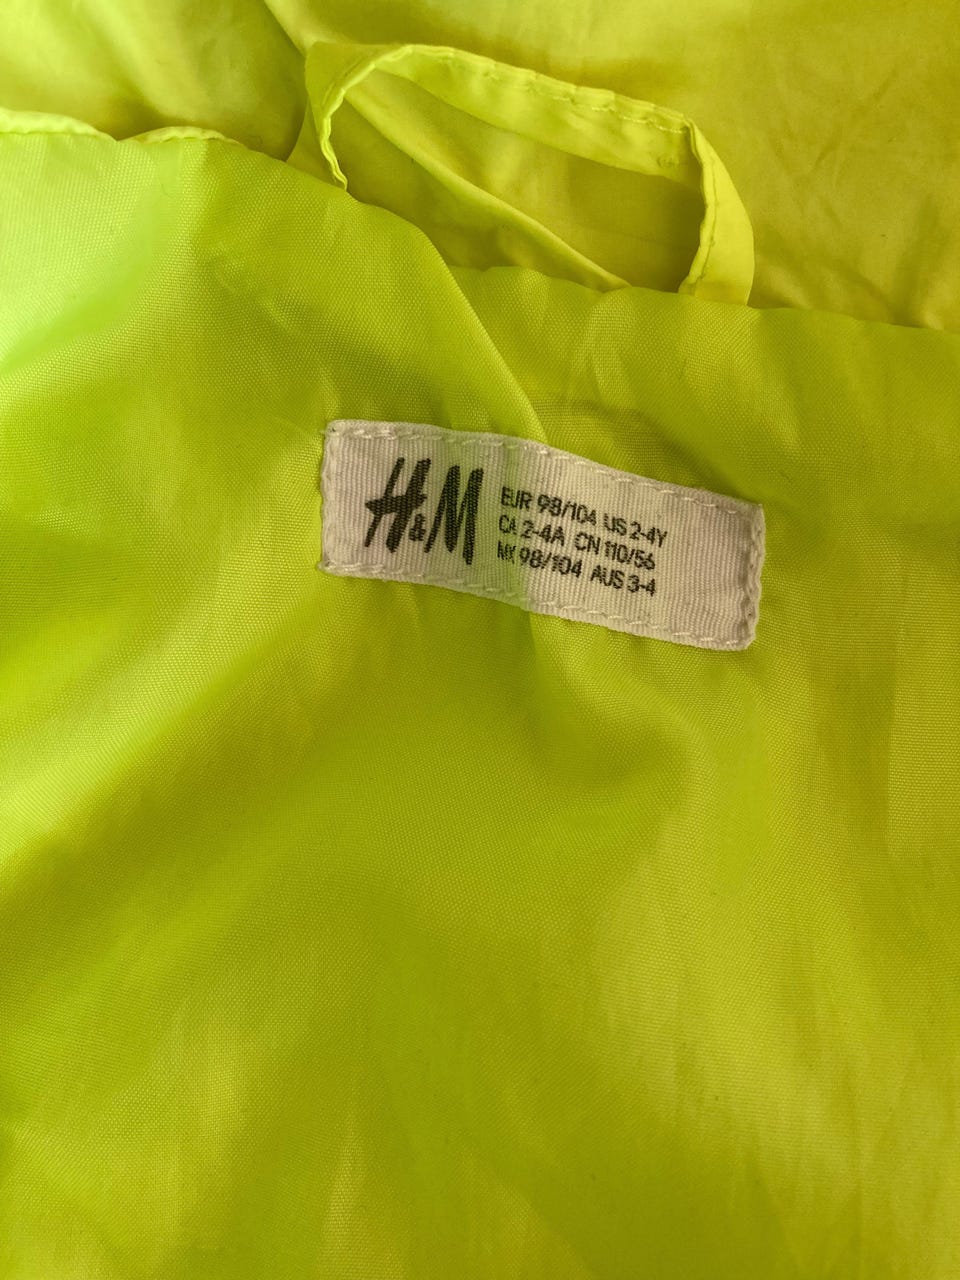 H&M
EUR 98/104 US 2-4Y
CA 2-4A CN 110/56
MX 98/104 AUS 3-4